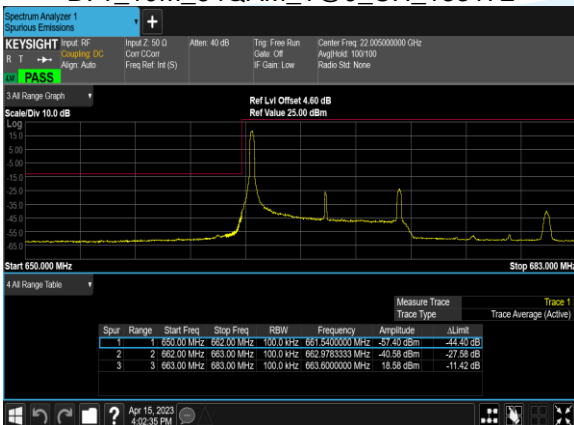 Spectrum Analyzer 1
Spurious Emissions
KEYSIGHT Input: RF Input Z: 50 Ω Atten: 40 dB Trig: Free Run Center Freq: 22.005000000 GHz
R T Coupling: DC Corr CCorr Gate: Off Avg|Hold: 100/100
Align: Auto Freq Ref: Int (S) IF Gain: Low Radio Std: None
PASS
3 All Range Graph
Ref Lvl Offset 4.60 dB
Scale/Div 10.0 dB Ref Value 25.00 dBm
Log
15.0
5.00
-5.00
-15.0
-25.0
-35.0
-45.0
-55.0
-65.0
Start 650.000 MHz Stop 683.000 MHz
4 All Range Table
Measure Trace Trace 1
Trace Type Trace Average (Active)
Spur Range Start Freq Stop Freq RBW Frequency Amplitude ΔLimit
1 1 650.00 MHz 662.00 MHz 100.0 kHz 661.5400000 MHz -57.40 dBm -44.40 dB
2 2 662.00 MHz 663.00 MHz 100.0 kHz 662.9783333 MHz -40.58 dBm -27.58 dB
3 3 663.00 MHz 683.00 MHz 100.0 kHz 663.6000000 MHz 18.58 dBm -11.42 dB
? Apr 15, 2023
4:02:35 PM